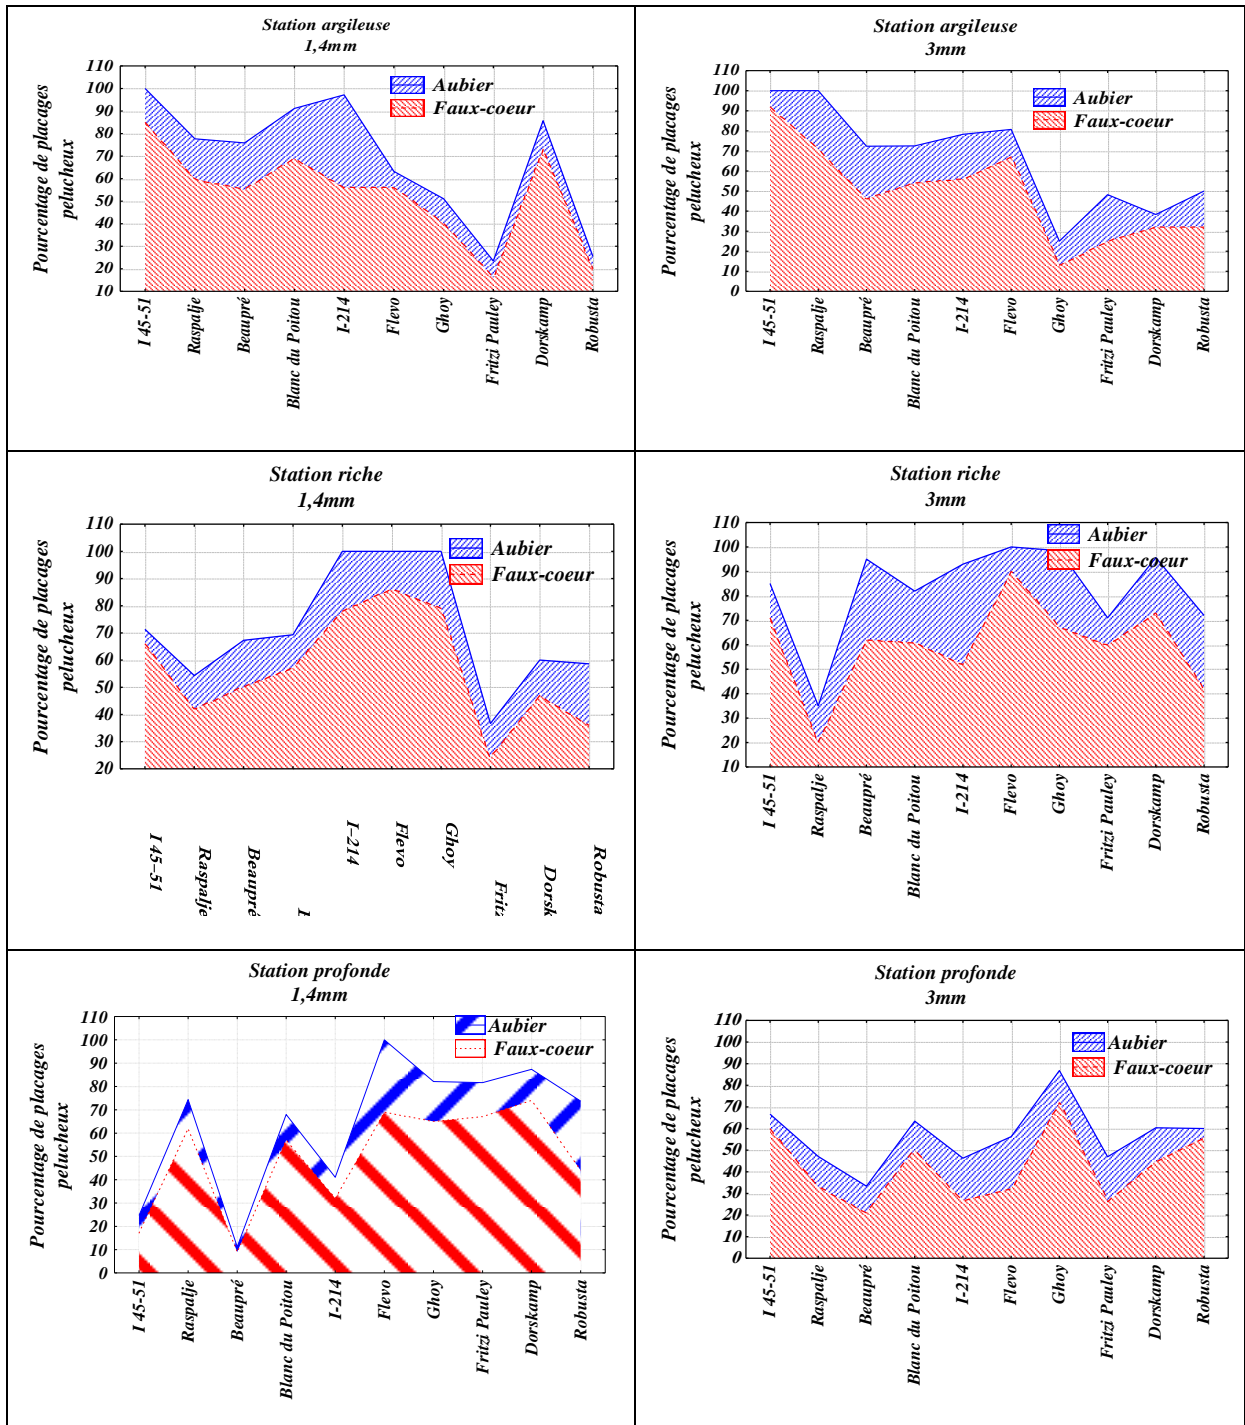 Station argileuse
1,4mm
Pourcentage de placages
pelucheux
110
100
90
80
70
60
50
40
30
20
10
Aubier
Faux-coeur
I 45-51
Raspalje
Beaupré
Blanc du Poitou
I-214
Flevo
Ghoy
Fritzi Pauley
Dorskamp
Robusta
Station argileuse
3mm
Pourcentage de placages
pelucheux
110
100
90
80
70
60
50
40
30
20
10
0
Aubier
Faux-coeur
I 45-51
Raspalje
Beaupré
Blanc du Poitou
I-214
Flevo
Ghoy
Fritzi Pauley
Dorskamp
Robusta
Station riche
1,4mm
Pourcentage de placages
pelucheux
110
100
90
80
70
60
50
40
30
20
Aubier
Faux-coeur
I 45-51
Raspalje
Beaupré
I-214
Flevo
Ghoy
Fritz
Dorsk
Robusta
Station riche
3mm
Pourcentage de placages
pelucheux
110
100
90
80
70
60
50
40
30
20
10
Aubier
Faux-coeur
I 45-51
Raspalje
Beaupré
Blanc du Poitou
I-214
Flevo
Ghoy
Fritzi Pauley
Dorskamp
Robusta
Station profonde
1,4mm
Pourcentage de placages
pelucheux
110
100
90
80
70
60
50
40
30
20
10
0
Aubier
Faux-coeur
I 45-51
Raspalje
Beaupré
Blanc du Poitou
I-214
Flevo
Ghoy
Fritzi Pauley
Dorskamp
Robusta
Station profonde
3mm
Pourcentage de placages
pelucheux
110
100
90
80
70
60
50
40
30
20
10
0
Aubier
Faux-coeur
I 45-51
Raspalje
Beaupré
Blanc du Poitou
I-214
Flevo
Ghoy
Fritzi Pauley
Dorskamp
Robusta